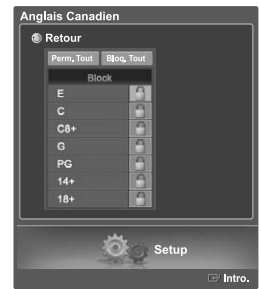 Anglais Canadien
Retour
Perm. Tout Bloq. Tout
Block
E
C
C8+
G
PG
14+
18+
Setup
Intro.